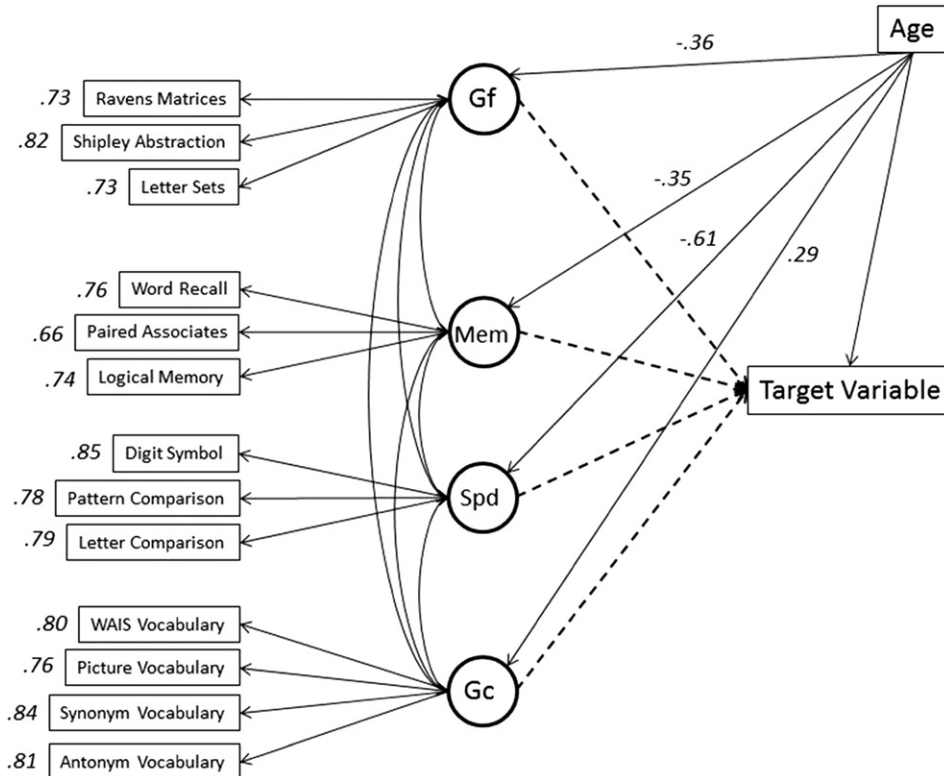 Age
-.36
Gf
.73 Ravens Matrices
.82 Shipley Abstraction
.73 Letter Sets
-.35
-.61
.29
.76 Word Recall
.66 Paired Associates
.74 Logical Memory
Mem
Target Variable
.85 Digit Symbol
.78 Pattern Comparison
.79 Letter Comparison
Spd
.80 WAIS Vocabulary
.76 Picture Vocabulary
.84 Synonym Vocabulary
.81 Antonym Vocabulary
Gc